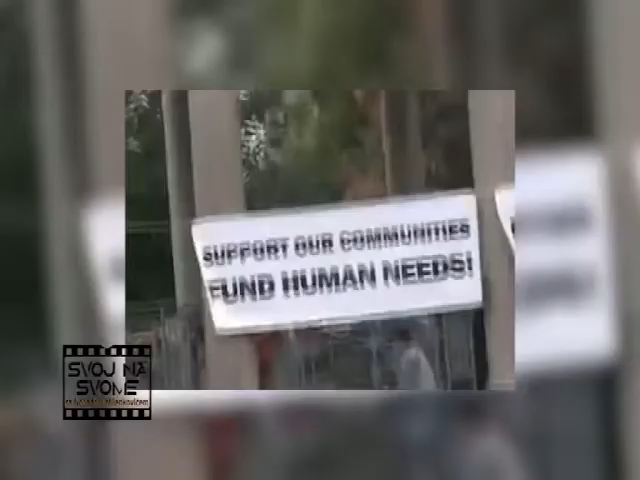 SUPPORT OUR COMMUNITIES
FUND HUMAN NEEDS!
SVOJ NA
SVOME